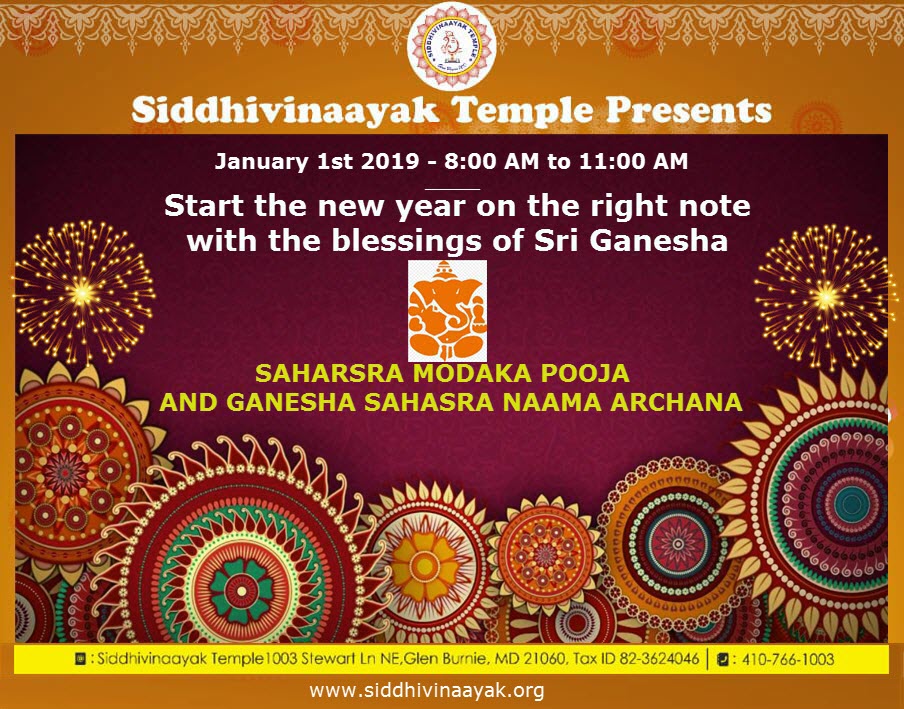 SIDDHIVINAAYAK TEMPLE
Siddhivinaayak Temple Presents
January 1st 2019 - 8:00 AM to 11:00 AM
Start the new year on the right note
with the blessings of Sri Ganesha
SAHARSRA MODAKA POOJA
AND GANESHA SAHASRA NAAMA ARCHANA
: Siddhivinaayak Temple1003 Stewart Ln NE,Glen Burnie, MD 21060, Tax ID 82-3624046 | : 410-766-1003
www.siddhivinaayak.org